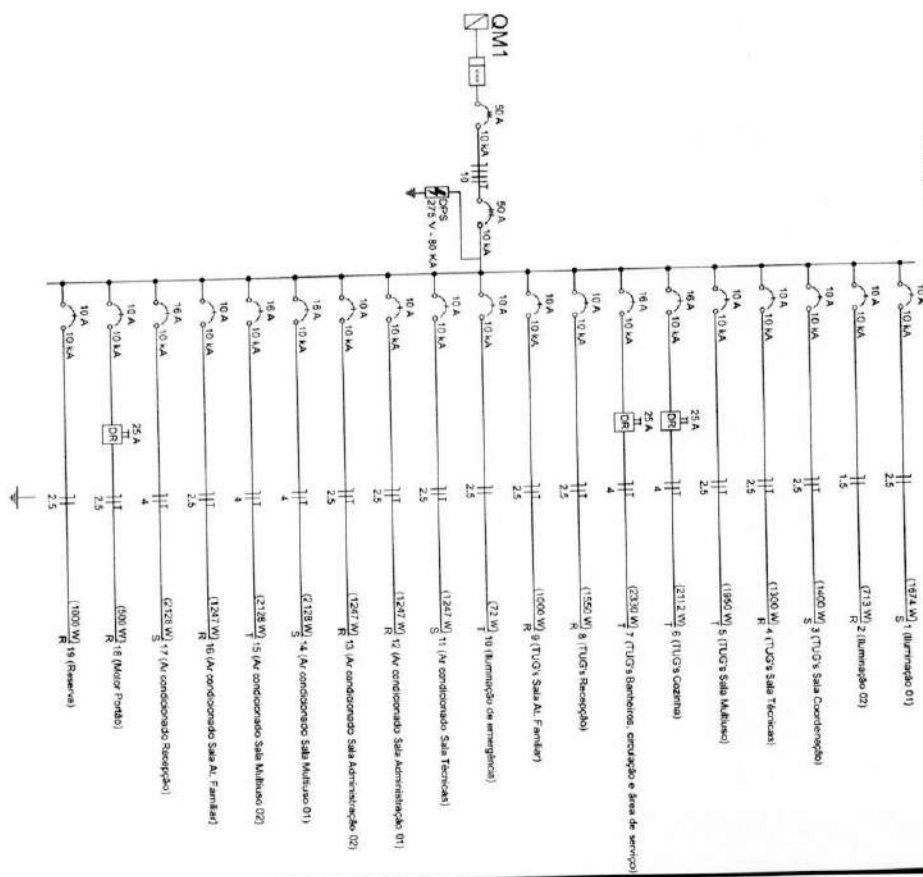 QM1
50 A
10 kA
10
T
50 A
10 kA
DPS
275 V - 80 KA
10 A
10 kA
2.5
(1674 W)
S
1 (Iluminação 01)
10 A
10 kA
1.5
(713 W)
R
2 (Iluminação 02)
10 A
10 kA
2.5
T
(1400 W)
S
3 (TUG's Sala Coordenação)
10 A
10 kA
2.5
T
(1300 W)
R
4 (TUG's Sala Técnicas)
10 A
10 kA
2.5
T
(1950 W)
T
5 (TUG's Sala Multiuso)
16 A
10 kA
25 A
DR
4
T
(2112 W)
T
6 (TUG's Cozinha)
16 A
10 kA
25 A
DR
4
T
(2330 W)
T
7 (TUG's Banheiros, circulação e área de serviço)
10 A
10 kA
2.5
T
(1550 W)
R
8 (TUG's Recepção)
10 A
10 kA
2.5
T
(1000 W)
R
9 (TUG's Sala At. Familiar)
10 A
10 kA
2.5
(72 W)
T
10 (Iluminação de emergência)
10 A
10 kA
2.5
T
(1247 W)
S
11 (Ar condicionado Sala Técnicas)
10 A
10 kA
2.5
T
(1247 W)
R
12 (Ar condicionado Sala Administração 01)
10 A
10 kA
2.5
T
(1247 W)
R
13 (Ar condicionado Sala Administração 02)
16 A
10 kA
4
T
(2128 W)
S
14 (Ar condicionado Sala Multiuso 01)
16 A
10 kA
4
T
(2128 W)
T
15 (Ar condicionado Sala Multiuso 02)
10 A
10 kA
2.5
T
(1247 W)
R
16 (Ar condicionado Sala At. Familiar)
16 A
10 kA
4
T
(2128 W)
S
17 (Ar condicionado Recepção)
10 A
10 kA
25 A
DR
2.5
T
(500 W)
R
18 (Motor Portão)
10 A
10 kA
2.5
(1000 W)
R
19 (Reserva)